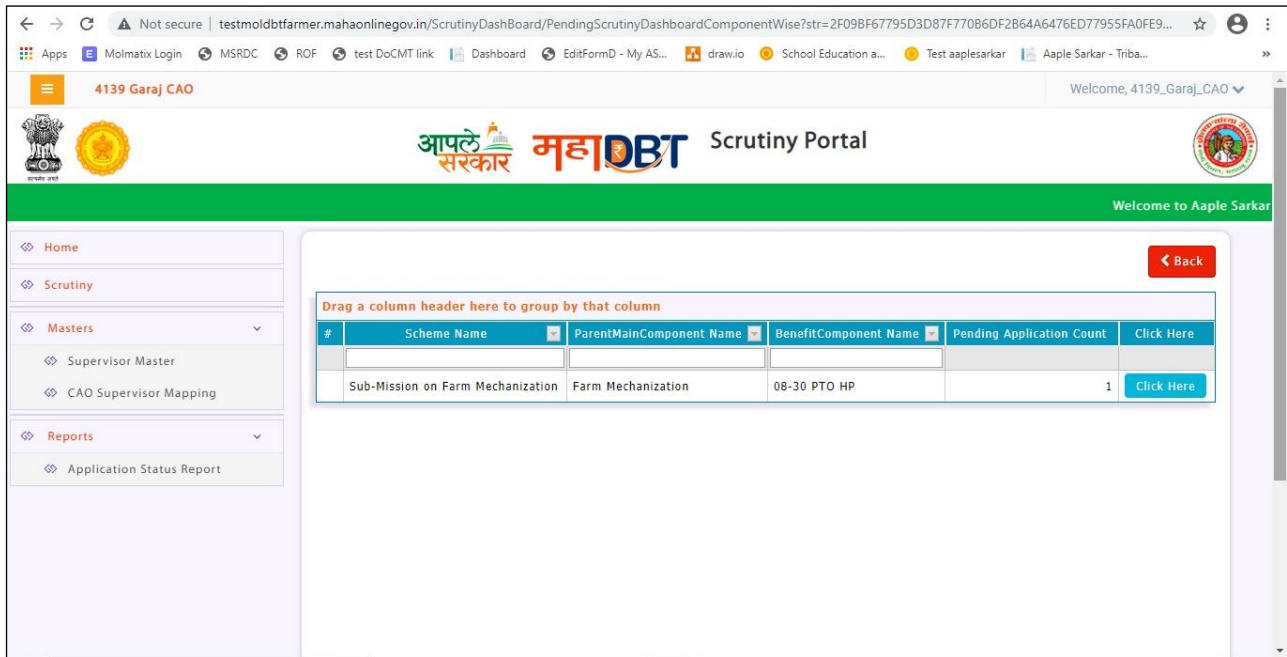 Not secure | testmoldbtfarmer.mahaonlinegov.in/ScrutinyDashBoard/PendingScrutinyDashboardComponentWise?str=2F09BF67795D3D87F770B6DF2B64A6476ED77955FA0FE9...
Apps E Molmatix Login MSRDC ROF test DoCMT link Dashboard EditFormD - My AS... draw.io School Education a... Test aaplesarkar Aaple Sarkar - Triba... »
4139 Garaj CAO Welcome, 4139_Garaj_CAO
आपले सरकार महाDBT Scrutiny Portal
सत्यमेव जयते
Welcome to Aaple Sarkar
Home
Back
Scrutiny
Drag a column header here to group by that column
Masters
# Scheme Name ParentMainComponent Name BenefitComponent Name Pending Application Count Click Here
Supervisor Master
Sub-Mission on Farm Mechanization Farm Mechanization 08-30 PTO HP 1 Click Here
CAO Supervisor Mapping
Reports
Application Status Report